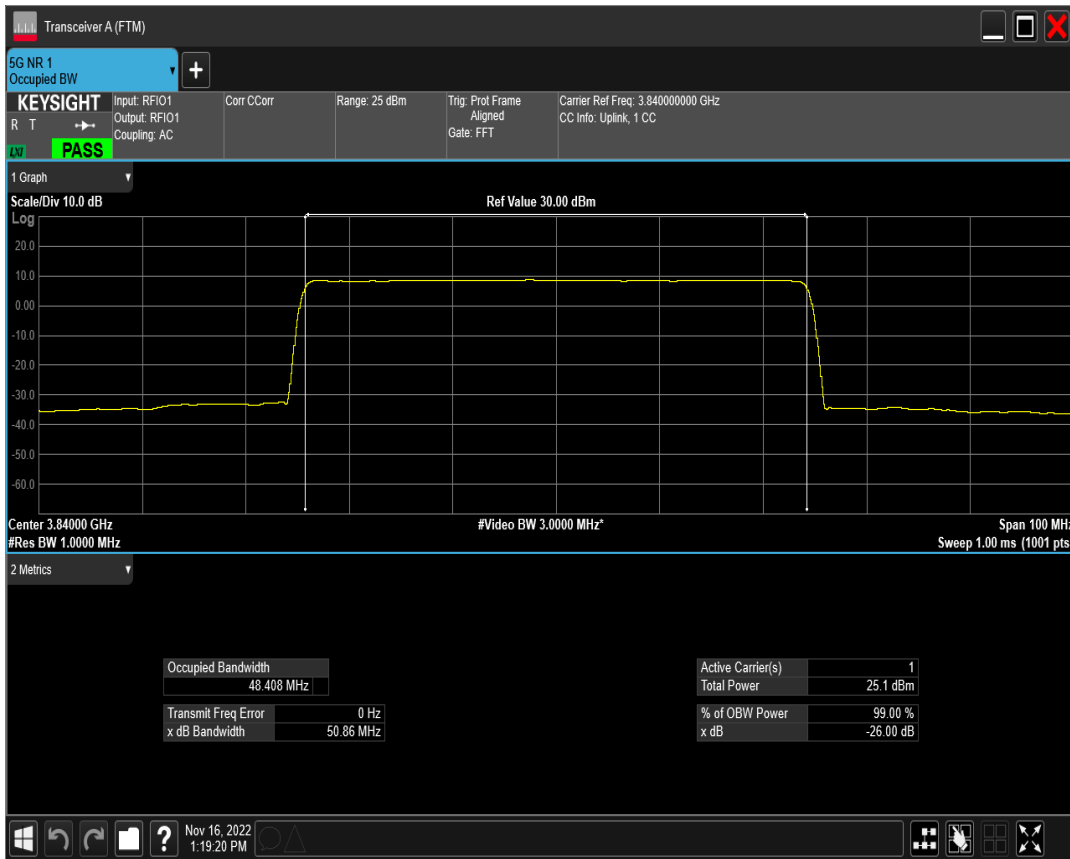 Transceiver A (FTM)
5G NR 1
Occupied BW
+
KEYSIGHT
R T
LXI
PASS
Input: RFIO1
Output: RFIO1
Coupling: AC
Corr CCorr
Range: 25 dBm
Trig: Prot Frame
Aligned
Gate: FFT
Carrier Ref Freq: 3.840000000 GHz
CC Info: Uplink, 1 CC
1 Graph
Scale/Div 10.0 dB
Ref Value 30.00 dBm
Log
20.0
10.0
0.00
-10.0
-20.0
-30.0
-40.0
-50.0
-60.0
Center 3.84000 GHz
#Video BW 3.0000 MHz*
Span 100 MHz
#Res BW 1.0000 MHz
Sweep 1.00 ms (1001 pts
2 Metrics
Occupied Bandwidth
48.408 MHz
Transmit Freq Error 0 Hz
x dB Bandwidth 50.86 MHz
Active Carrier(s) 1
Total Power 25.1 dBm
% of OBW Power 99.00 %
x dB -26.00 dB
?
Nov 16, 2022
1:19:20 PM